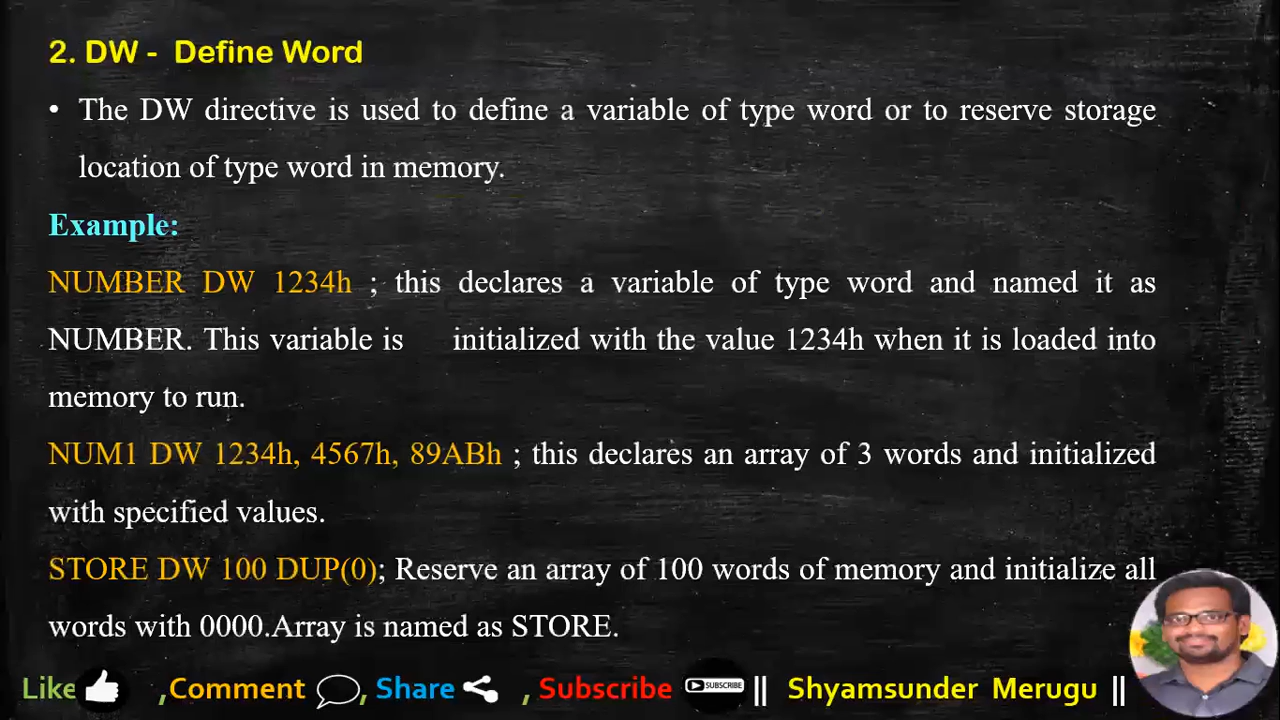 2. DW - Define Word
• The DW directive is used to define a variable of type word or to reserve storage
location of type word in memory.
Example:
NUMBER DW 1234h ; this declares a variable of type word and named it as
NUMBER. This variable is initialized with the value 1234h when it is loaded into
memory to run.
NUM1 DW 1234h, 4567h, 89ABh ; this declares an array of 3 words and initialized
with specified values.
STORE DW 100 DUP(0); Reserve an array of 100 words of memory and initialize all
words with 0000.Array is named as STORE.
Like ,Comment , Share , Subscribe SUBSCRIBE || Shyamsunder Merugu ||